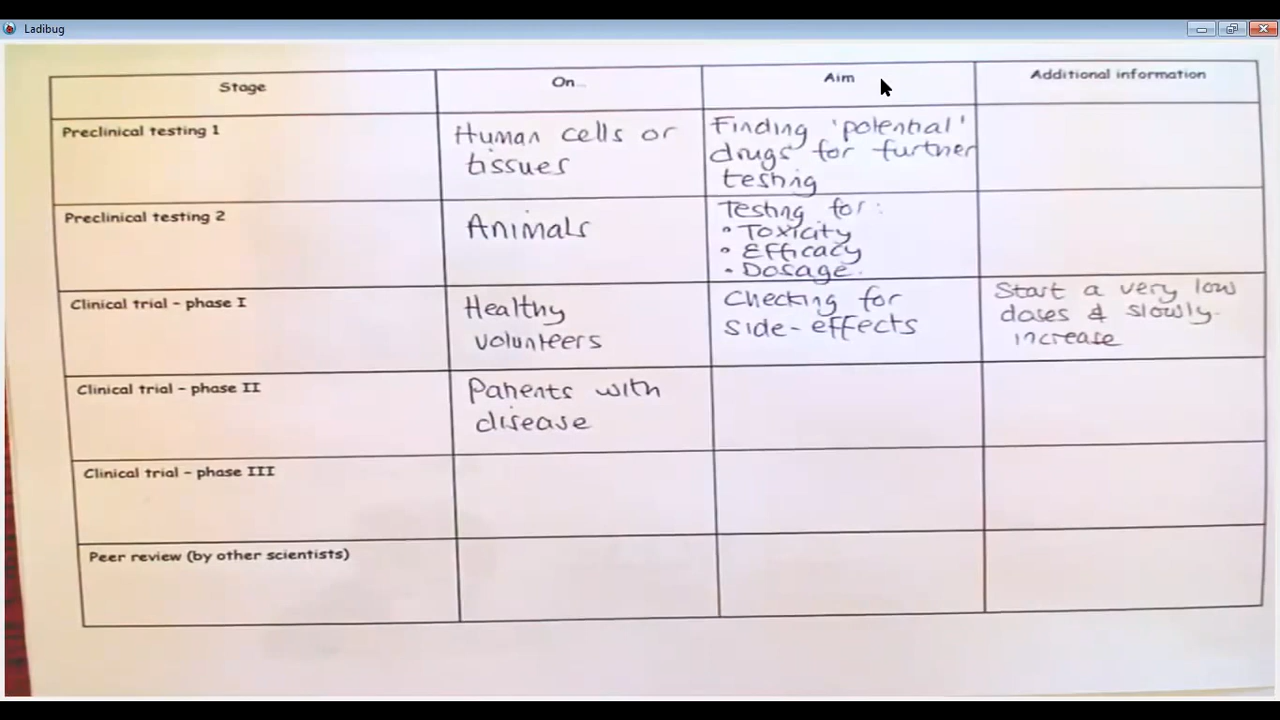 Ladibug
Stage
On...
Aim
Additional information
Preclinical testing 1
Human cells or
tissues
Finding 'potential'
drugs for further
testing
Preclinical testing 2
Animals
Testing for:
• Toxicity
• Efficacy
• Dosage.
Clinical trial – phase I
Healthy
volunteers
Checking for
side-effects
Start a very low
doses & slowly
increase
Clinical trial – phase II
Patients with
disease
Clinical trial – phase III
Peer review (by other scientists)